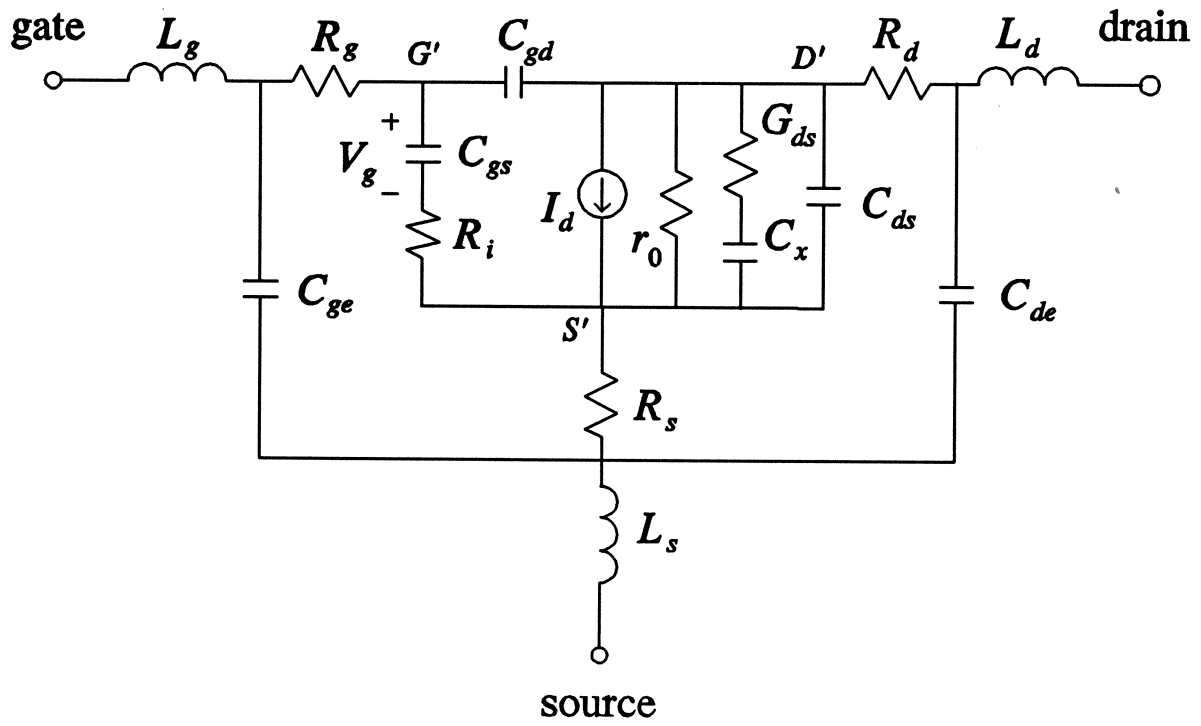 gate
L_g
R_g
G'
C_gd
D'
R_d
L_d
drain
+
V_g
−
C_gs
R_i
I_d
r_0
G_ds
C_x
C_ds
C_ge
C_de
S'
R_s
L_s
source